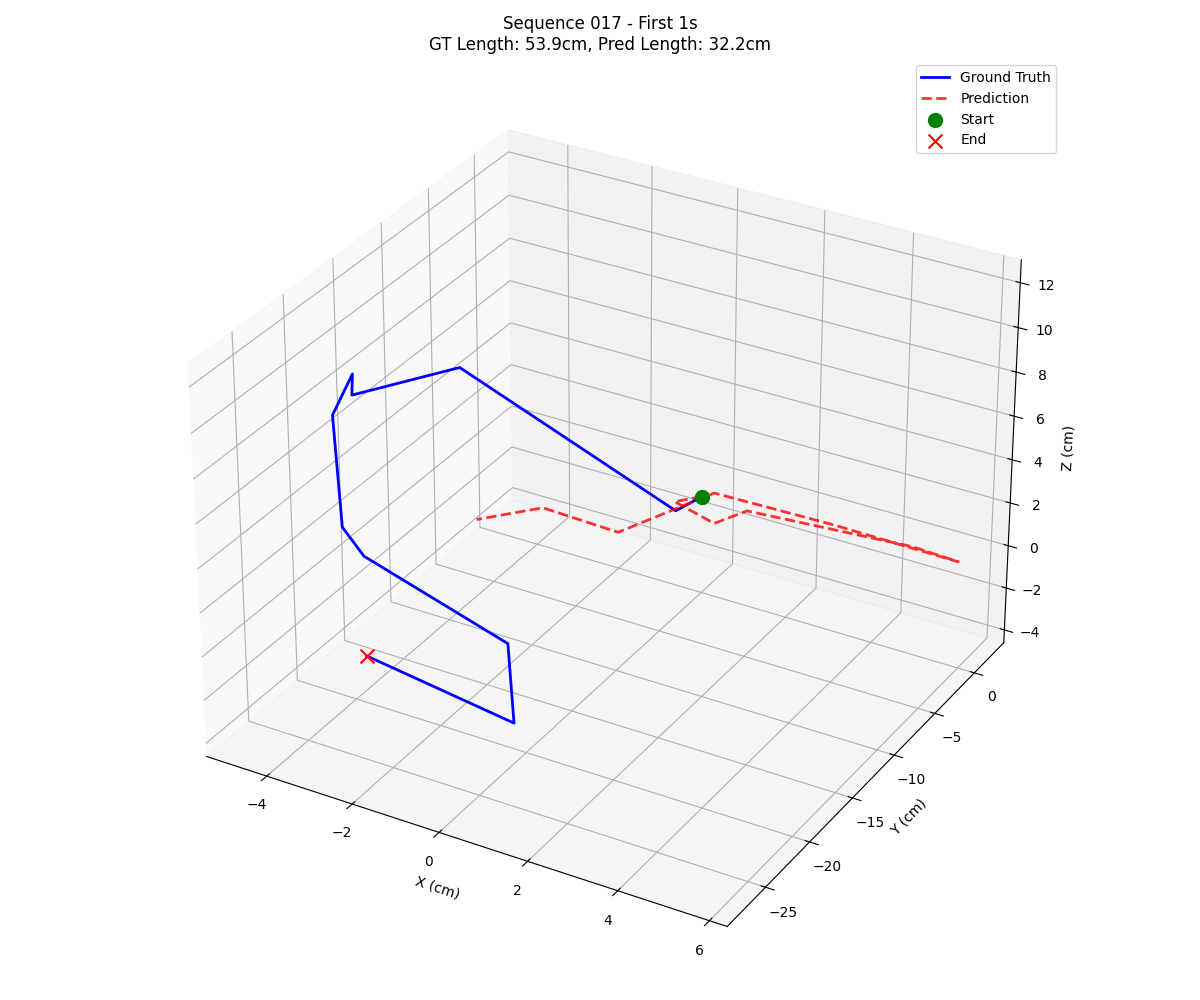 Sequence 017 - First 1s
GT Length: 53.9cm, Pred Length: 32.2cm
Ground Truth
Prediction
Start
End
12
10
8
6
4
2
0
−2
−4
Z (cm)
0
−5
−10
−15
−20
−25
Y (cm)
−4
−2
0
2
4
6
X (cm)